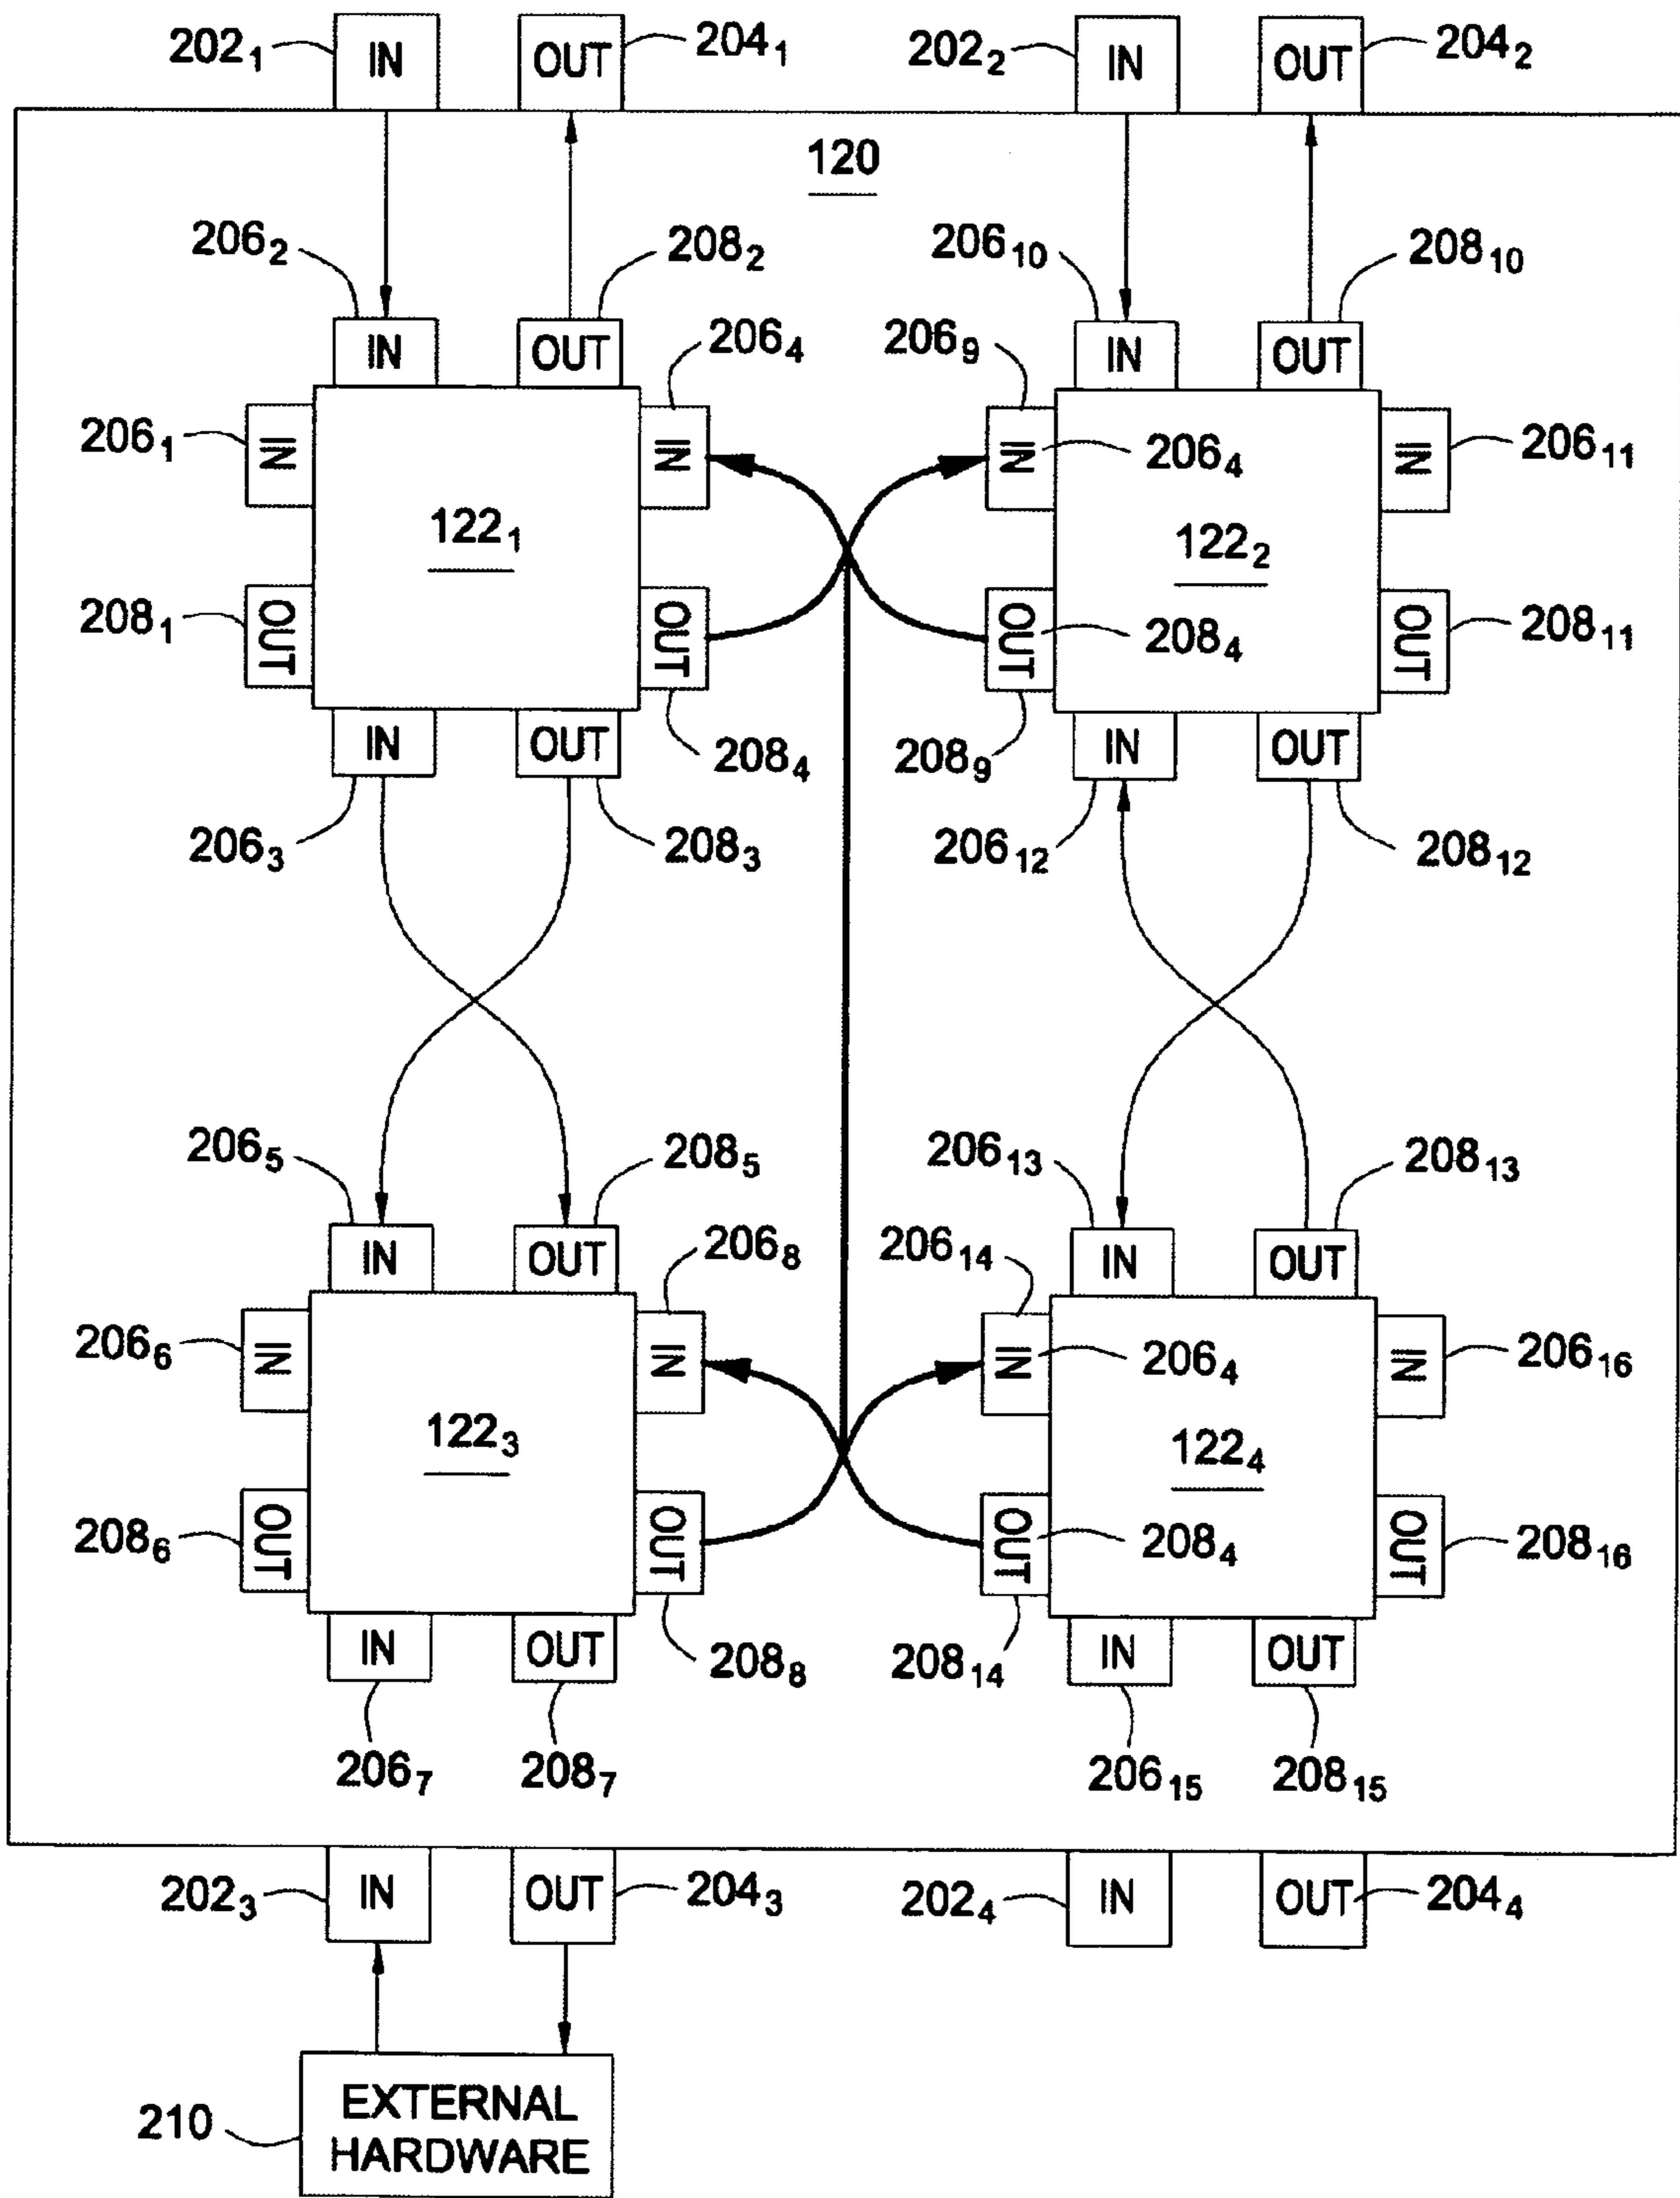 202₁ IN OUT 204₁ 202₂ IN OUT 204₂
120
206₂ 208₂ 206₁₀ 208₁₀
IN OUT 206₄ 206₉ IN OUT
206₁ IN IN IN 206₄ IN 206₁₁
122₁ 122₂
208₁ OUT OUT OUT 208₄ OUT 208₁₁
IN OUT 208₄ 208₉ IN OUT
206₃ 208₃ 206₁₂ 208₁₂
206₅ 208₅ 206₁₃ 208₁₃
IN OUT 206₈ 206₁₄ IN OUT
206₆ IN IN IN 206₄ IN 206₁₆
122₃ 122₄
208₆ OUT OUT OUT 208₄ OUT 208₁₆
IN OUT 208₈ 208₁₄ IN OUT
206₇ 208₇ 206₁₅ 208₁₅
202₃ IN OUT 204₃ 202₄ IN OUT 204₄
210 EXTERNAL
HARDWARE